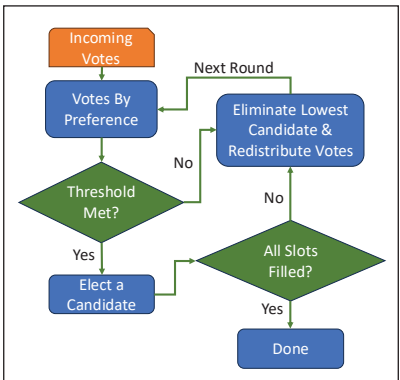 Incoming
Votes
Next Round
Votes By
Preference
Eliminate Lowest
Candidate &
Redistribute Votes
No
Threshold
Met?
No
Yes
All Slots
Filled?
Elect a
Candidate
Yes
Done